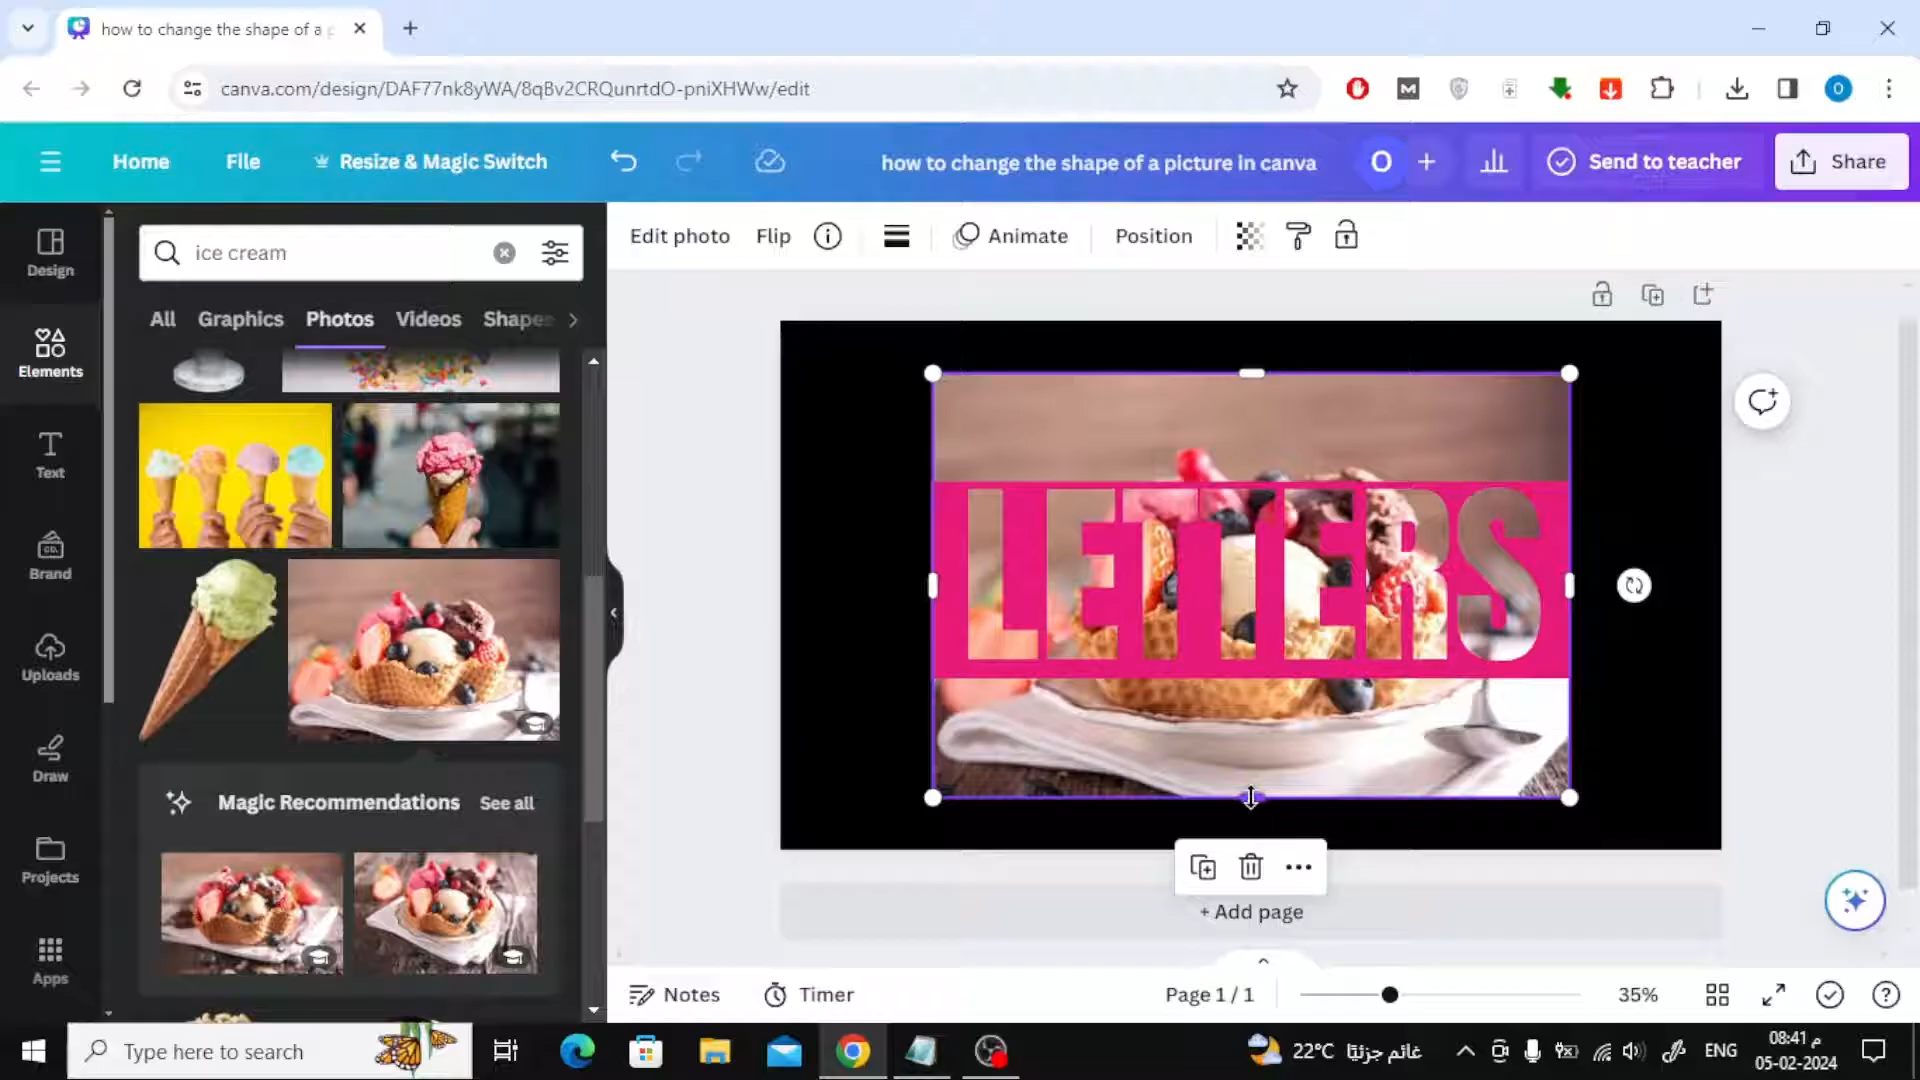 how to change the shape of a p
canva.com/design/DAF77nk8yWA/8qBv2CRQunrtdO-pniXHWw/edit
Home
File
Resize & Magic Switch
how to change the shape of a picture in canva
O
Send to teacher
Share
Design
Elements
Text
Brand
Uploads
Draw
Projects
Apps
ice cream
All
Graphics
Photos
Videos
Shapes
Magic Recommendations
See all
Edit photo
Flip
Animate
Position
LETTERS
+ Add page
Notes
Timer
Page 1 / 1
35%
Type here to search
22°C
غائم جزئيًا
ENG
08:41 م
05-02-2024